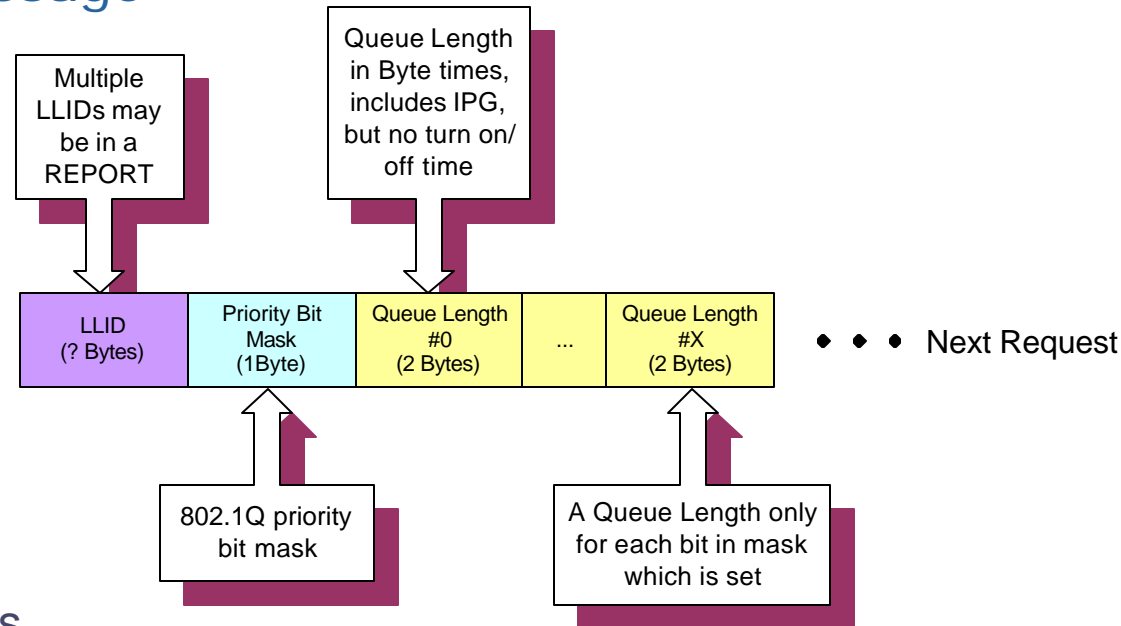 Multiple
LLIDs may
be in a
REPORT
Queue Length
in Byte times,
includes IPG,
but no turn on/
off time
LLID
(? Bytes)
Priority Bit
Mask
(1Byte)
Queue Length
#0
(2 Bytes)
...
Queue Length
#X
(2 Bytes)
Next Request
802.1Q priority
bit mask
A Queue Length only
for each bit in mask
which is set